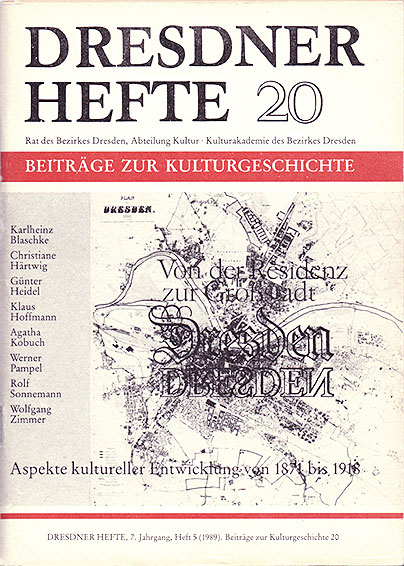 DRESDNER
HEFTE 20
Rat des Bezirkes Dresden, Abteilung Kultur · Kulturakademie des Bezirkes Dresden
BEITRÄGE ZUR KULTURGESCHICHTE
PLAN
DRESDEN.
Karlheinz
Blaschke
Christiane
Härtwig
Günter
Heidel
Klaus
Hoffmann
Agatha
Kobuch
Werner
Pampel
Rolf
Sonnemann
Wolfgang
Zimmer
Von der Residenz
zur Großstadt
Dresden
DRESDEN
Aspekte kultureller Entwicklung von 1871 bis 1918
DRESDNER HEFTE, 7. Jahrgang, Heft 5 (1989). Beiträge zur Kulturgeschichte 20